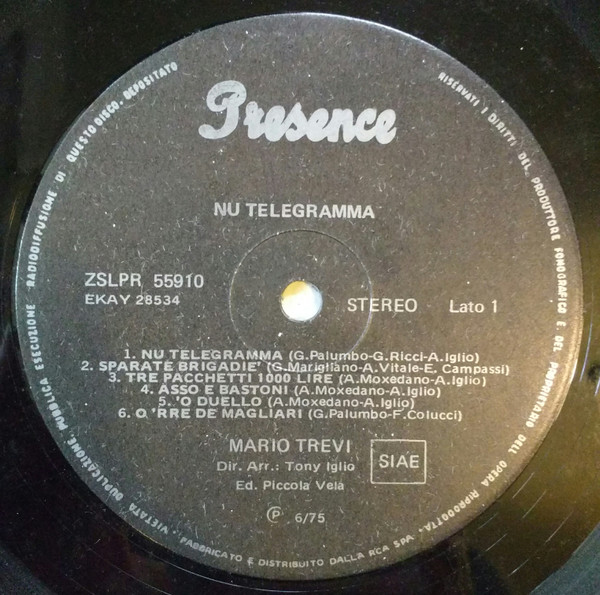 Presence
NU TELEGRAMMA
ZSLPR 55910
EKAY 28534
STEREO Lato 1
1. NU TELEGRAMMA (G.Palumbo-G.Ricci-A.Iglio)
2. SPARATE BRIGADIE' (G.Marigliano-A.Vitale-E. Campassi)
3. TRE PACCHETTI 1000 LIRE (A.Moxedano-A.Iglio)
4. ASSO E BASTONI (A.Moxedano-A.Iglio)
5. 'O DUELLO (A.Moxedano-A.Iglio)
6. O 'RRE DE MAGLIARI (G.Palumbo-F.Colucci)
MARIO TREVI
Dir. Arr.: Tony Iglio
Ed. Piccola Vela
SIAE
Ⓟ 6/75
RISERVATI I DIRITTI DEL PRODUTTORE FONOGRAFICO E DEL PROPRIETARIO DELL OPERA RIPRODOTTA.
FABBRICATO E DISTRIBUITO DALLA RCA SPA.
VIETATA DUPLICAZIONE, PUBBLICA ESECUZIONE RADIODIFFUSIONE DI QUESTO DISCO. DEPOSITATO